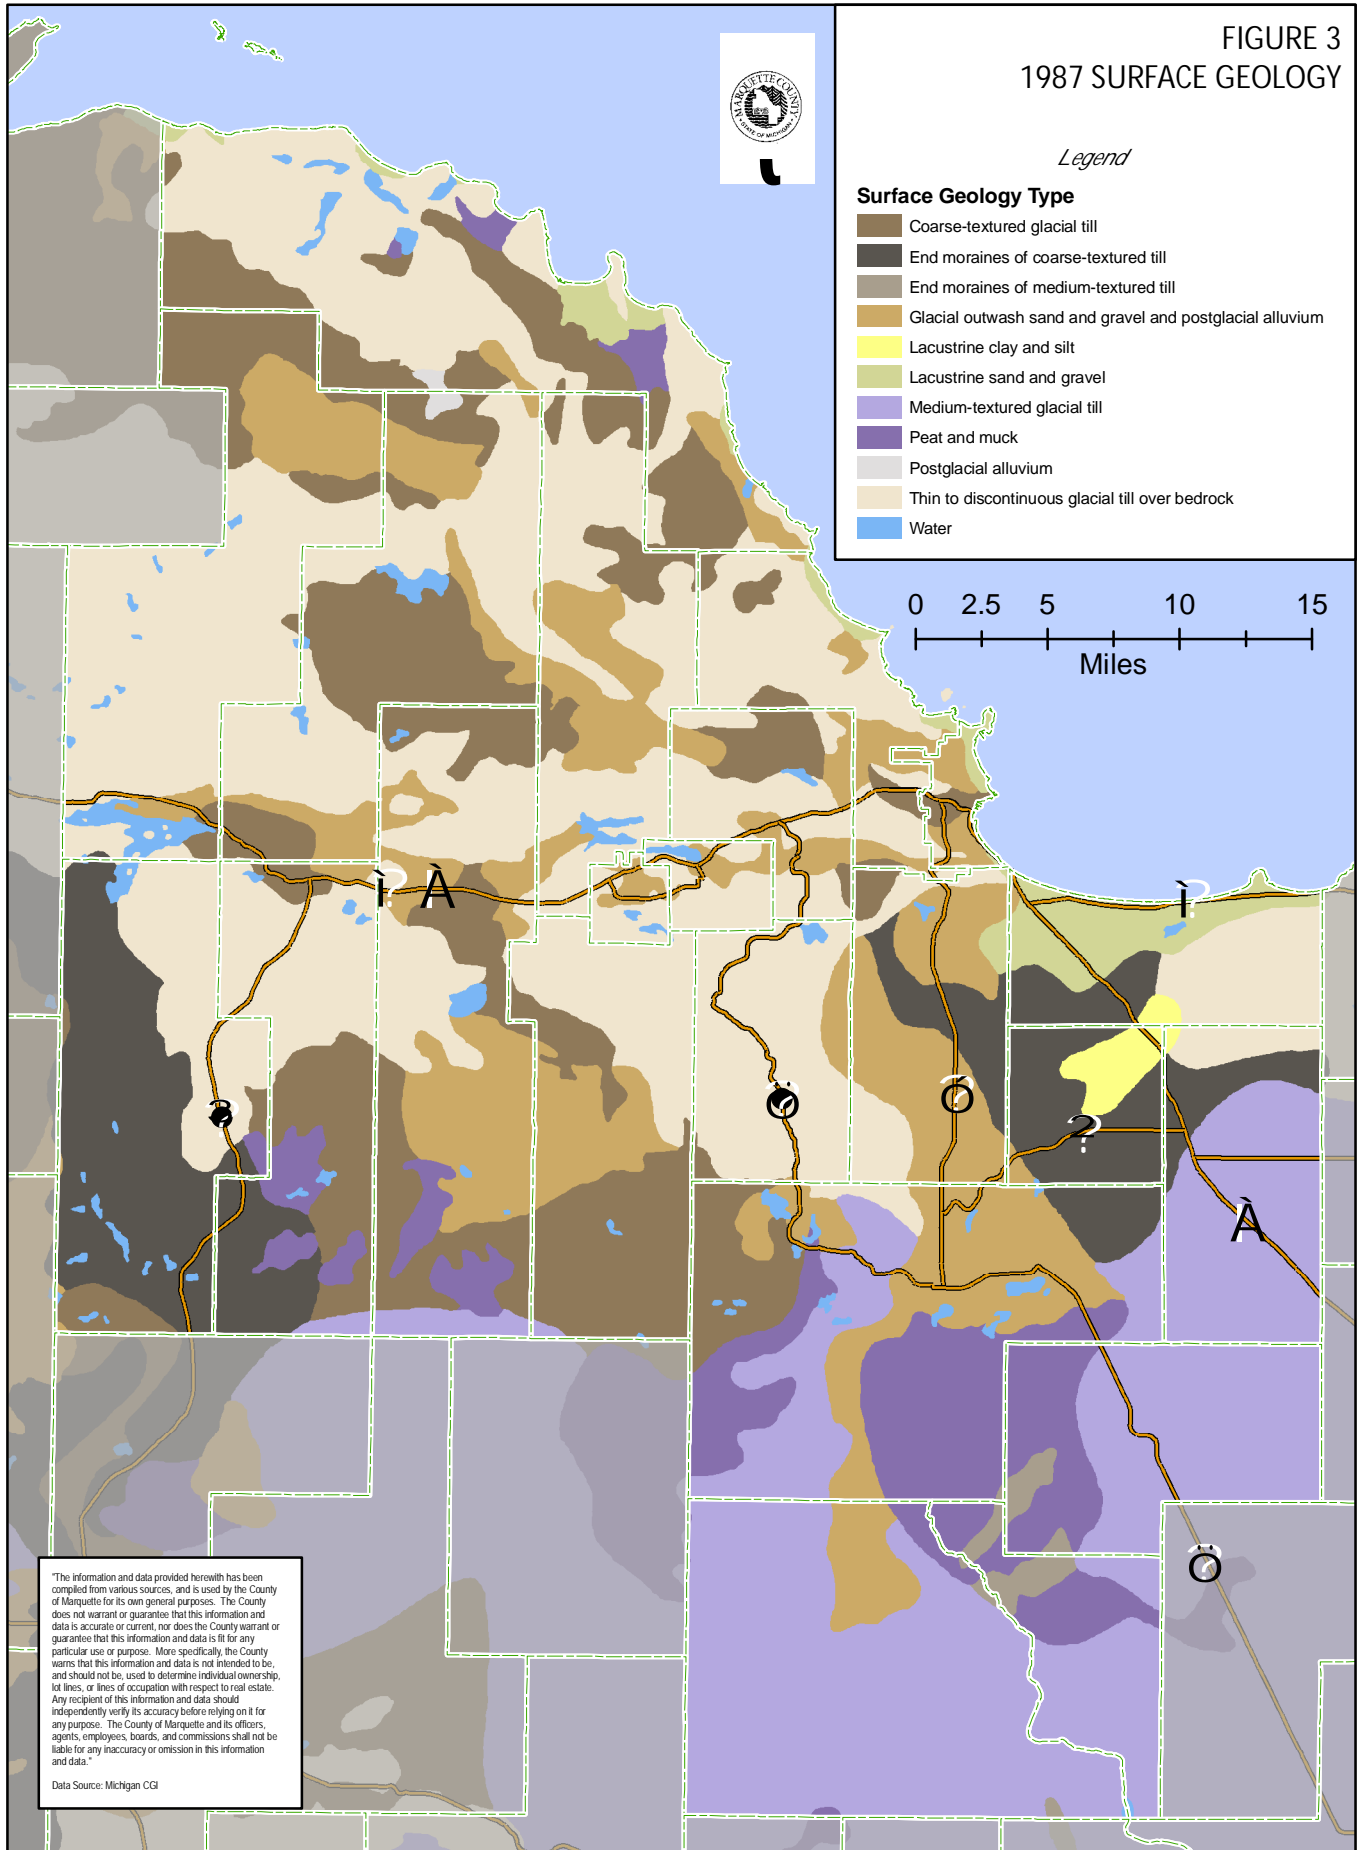 FIGURE 3
1987 SURFACE GEOLOGY
MARQUETTE COUNTY
STATE OF MICHIGAN
Legend
Surface Geology Type
Coarse-textured glacial till
End moraines of coarse-textured till
End moraines of medium-textured till
Glacial outwash sand and gravel and postglacial alluvium
Lacustrine clay and silt
Lacustrine sand and gravel
Medium-textured glacial till
Peat and muck
Postglacial alluvium
Thin to discontinuous glacial till over bedrock
Water
0 2.5 5 10 15
Miles
Ì? À
Ì?
?
Ö?
Ó?
2?
À
Ö?
"The information and data provided herewith has been
compiled from various sources, and is used by the County
of Marquette for its own general purposes. The County
does not warrant or guarantee that this information and
data is accurate or current, nor does the County warrant or
guarantee that this information and data is fit for any
particular use or purpose. More specifically, the County
warns that this information and data is not intended to be,
and should not be, used to determine individual ownership,
lot lines, or lines of occupation with respect to real estate.
Any recipient of this information and data should
independently verify its accuracy before relying on it for
any purpose. The County of Marquette and its officers,
agents, employees, boards, and commissions shall not be
liable for any inaccuracy or omission in this information
and data."
Data Source: Michigan CGI